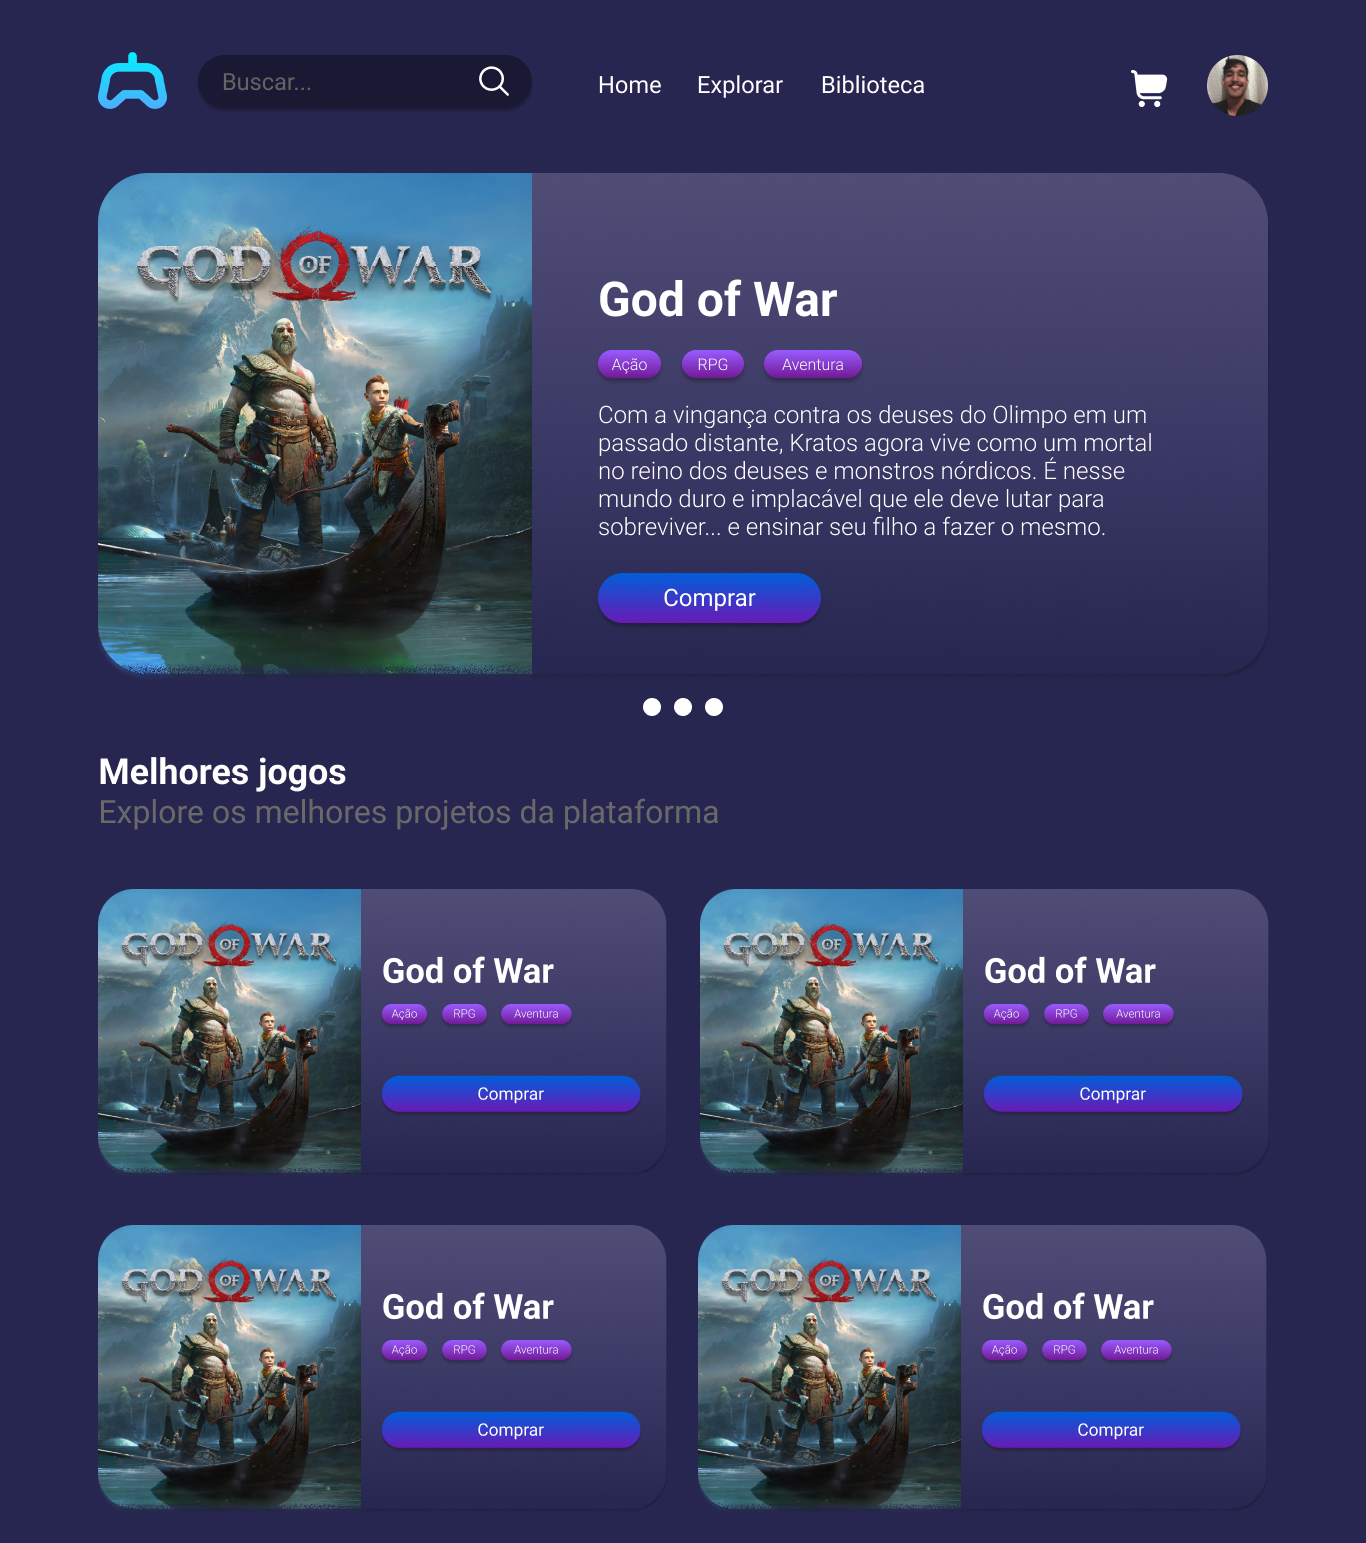 Buscar...
Home
Explorar
Biblioteca
GOD OF WAR
God of War
Ação
RPG
Aventura
Com a vingança contra os deuses do Olimpo em um
passado distante, Kratos agora vive como um mortal
no reino dos deuses e monstros nórdicos. É nesse
mundo duro e implacável que ele deve lutar para
sobreviver... e ensinar seu filho a fazer o mesmo.
Comprar
Melhores jogos
Explore os melhores projetos da plataforma
GOD OF WAR
God of War
Ação
RPG
Aventura
Comprar
GOD OF WAR
God of War
Ação
RPG
Aventura
Comprar
GOD OF WAR
God of War
Ação
RPG
Aventura
Comprar
GOD OF WAR
God of War
Ação
RPG
Aventura
Comprar